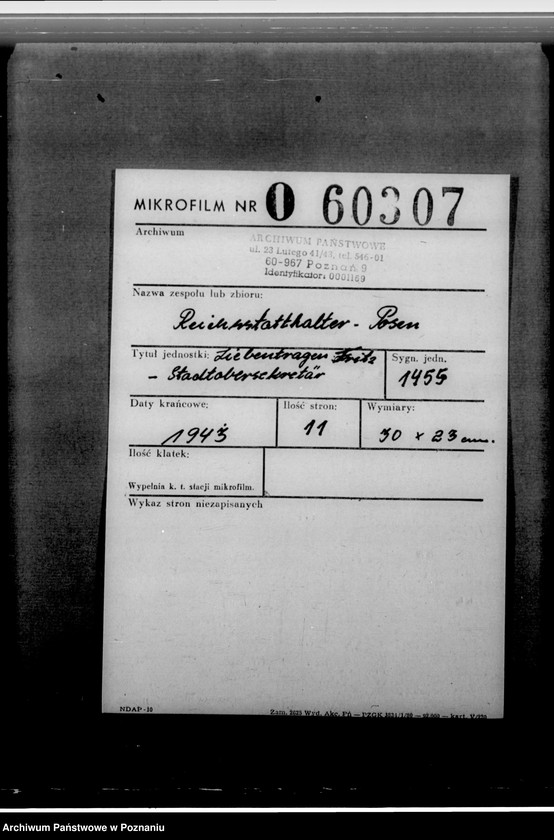 MIKROFILM NR 0 60307
Archiwum
ARCHIWUM PAŃSTWOWE
ul. 23 Lutego 41/43, tel. 546-01
60-967 Poznań 9
Identyfikator: 0001169
Nazwa zespołu lub zbioru:
Reichsstatthalter - Posen
Tytuł jednostki: Liebentragen Fritz
- Stadtobersekretär
Sygn. jedn.
1455
Daty krańcowe:
1943
Ilość stron:
11
Wymiary:
30 x 23 cm.
Ilość klatek:
Wypełnia k. t. stacji mikrofilm.
Wykaz stron niezapisanych
NDAP-10
Archiwum Państwowe w Poznaniu